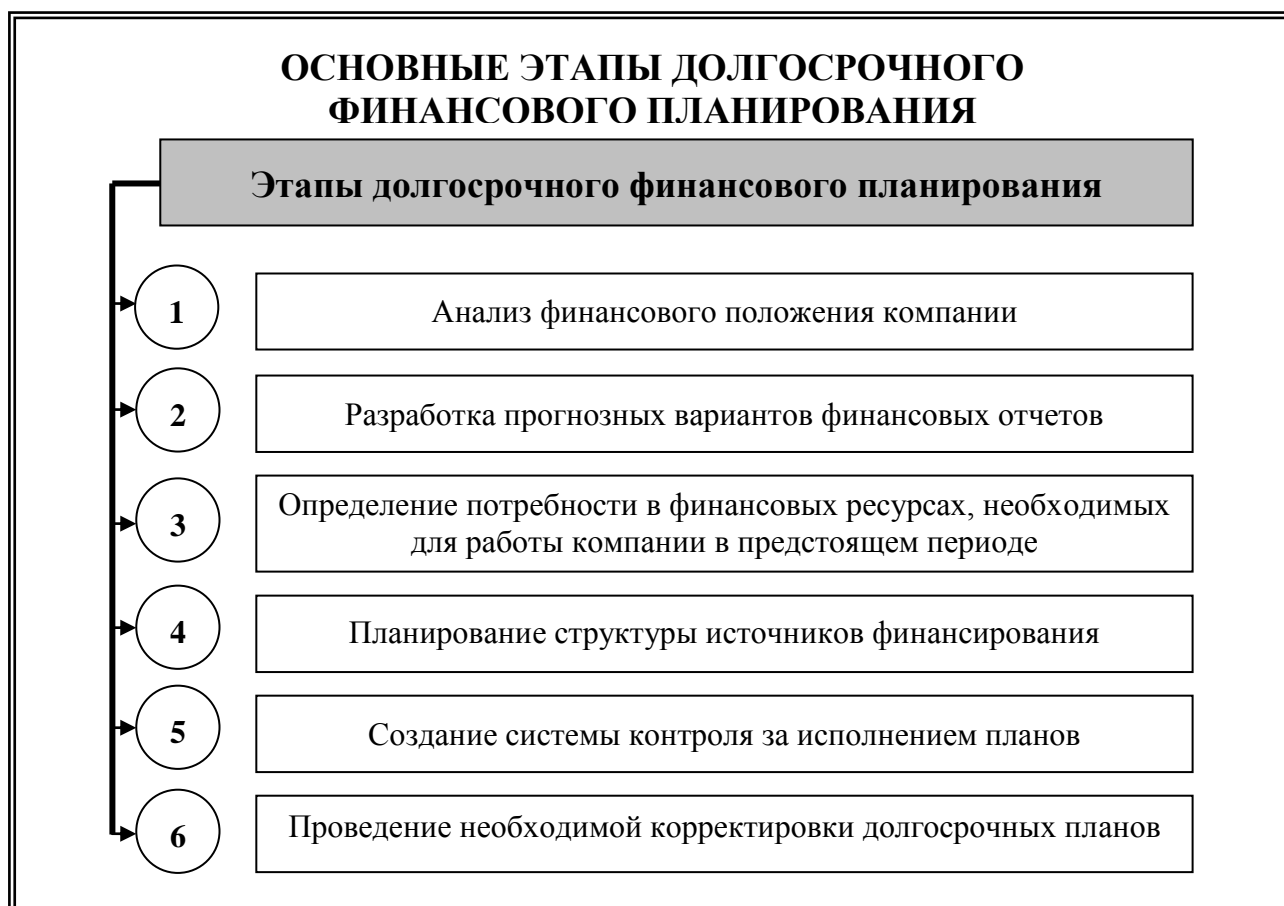 ОСНОВНЫЕ ЭТАПЫ ДОЛГОСРОЧНОГО
ФИНАНСОВОГО ПЛАНИРОВАНИЯ
Этапы долгосрочного финансового планирования
1
Анализ финансового положения компании
2
Разработка прогнозных вариантов финансовых отчетов
3
Определение потребности в финансовых ресурсах, необходимых
для работы компании в предстоящем периоде
4
Планирование структуры источников финансирования
5
Создание системы контроля за исполнением планов
6
Проведение необходимой корректировки долгосрочных планов